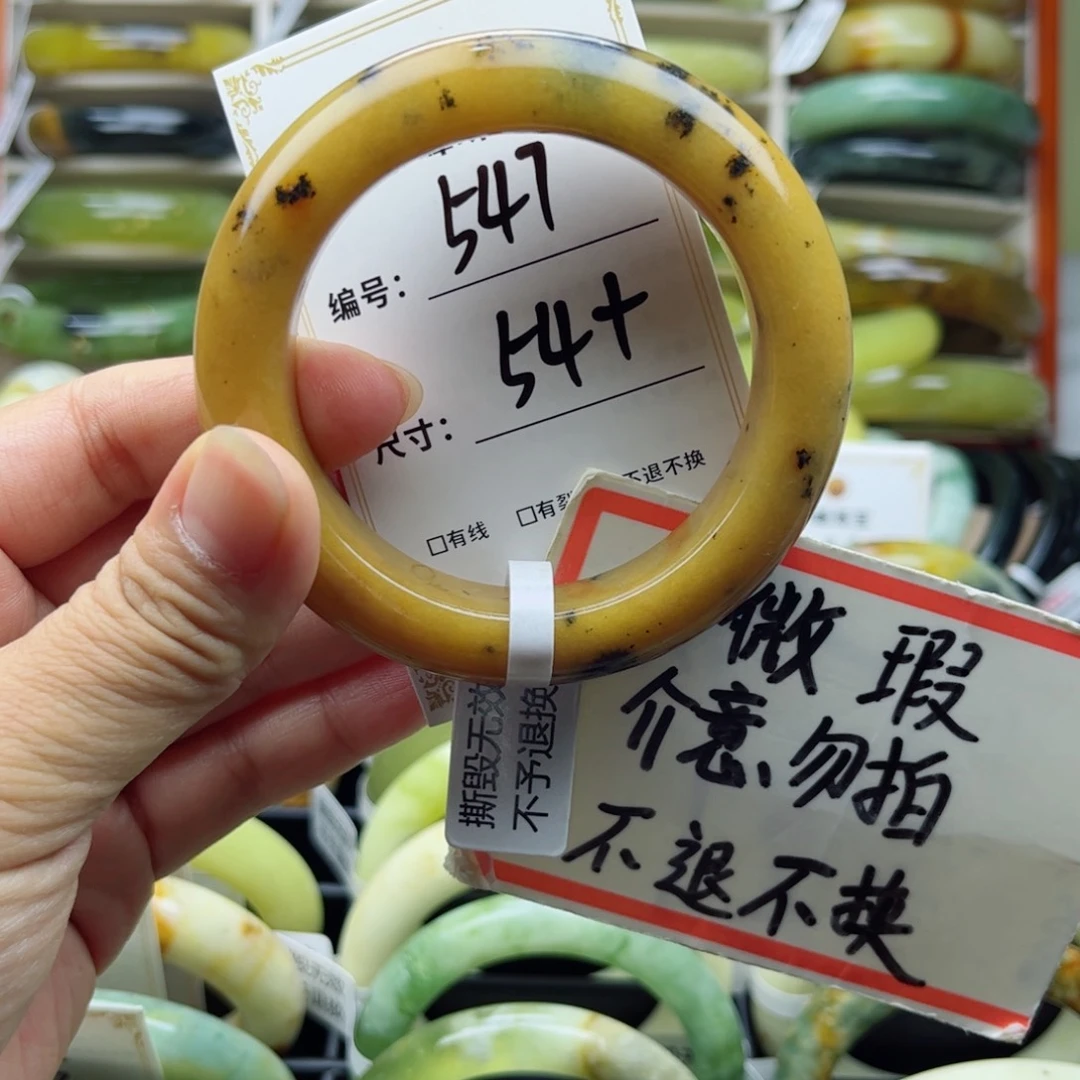 编号: 547
尺寸: 54+
不退不换
□有线 □有裂
撕毁无效
不予退换
微瑕
介意勿拍
不退不换